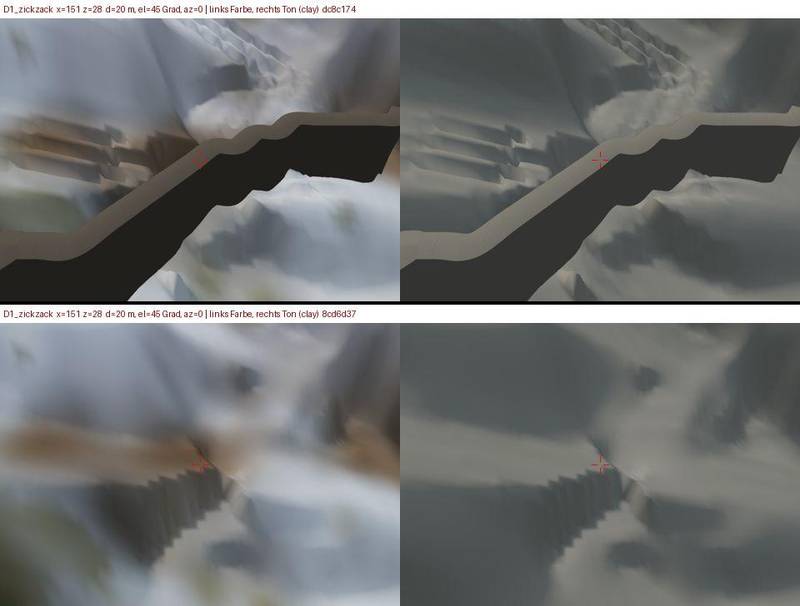 D1_zickzack x=151 z=28 d=20 m, el=45 Grad, az=0 | links Farbe, rechts Ton (clay) dc8c174
D1_zickzack x=151 z=28 d=20 m, el=45 Grad, az=0 | links Farbe, rechts Ton (clay) 8cd6d37